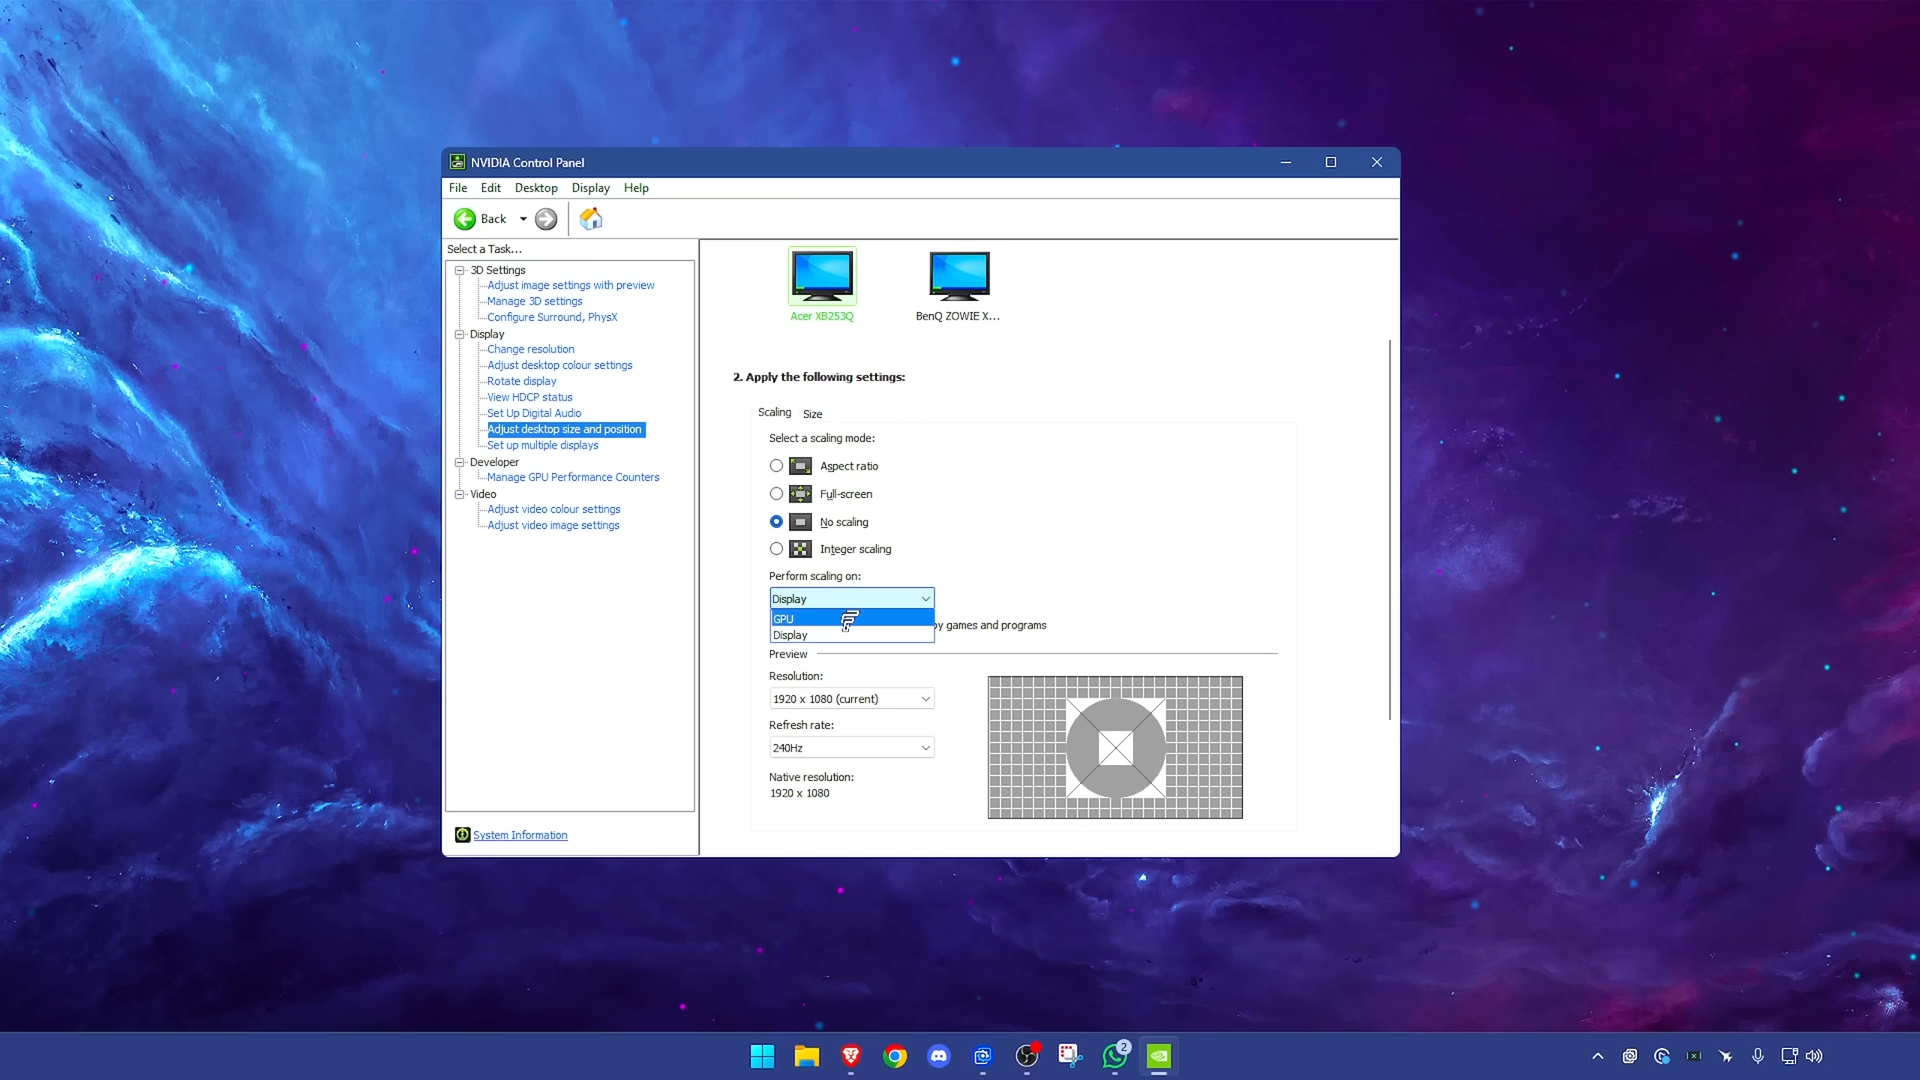 NVIDIA Control Panel
File Edit Desktop Display Help
Back
Select a Task...
3D Settings
Adjust image settings with preview
Manage 3D settings
Configure Surround, PhysX
Display
Change resolution
Adjust desktop colour settings
Rotate display
View HDCP status
Set Up Digital Audio
Adjust desktop size and position
Set up multiple displays
Developer
Manage GPU Performance Counters
Video
Adjust video colour settings
Adjust video image settings
System Information
Acer XB253Q
BenQ ZOWIE X...
2. Apply the following settings:
Scaling Size
Select a scaling mode:
Aspect ratio
Full-screen
No scaling
Integer scaling
Perform scaling on:
Display
GPU
Display
by games and programs
Preview
Resolution:
1920 x 1080 (current)
Refresh rate:
240Hz
Native resolution:
1920 x 1080
2